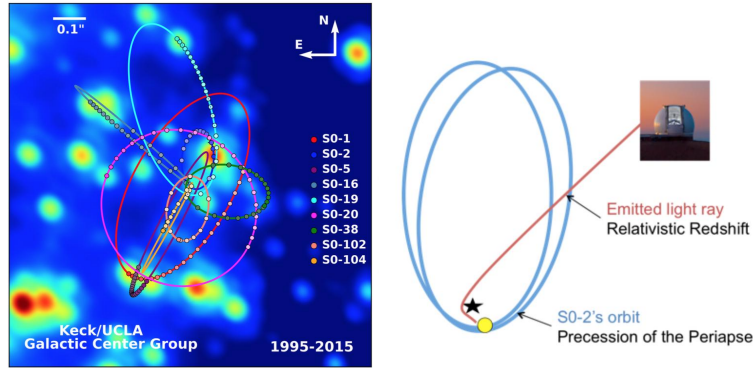 0.1"
N
E
S0-1
S0-2
S0-5
S0-16
S0-19
S0-20
S0-38
S0-102
S0-104
Keck/UCLA
Galactic Center Group
1995-2015
Emitted light ray
Relativistic Redshift
S0-2's orbit
Precession of the Periapse